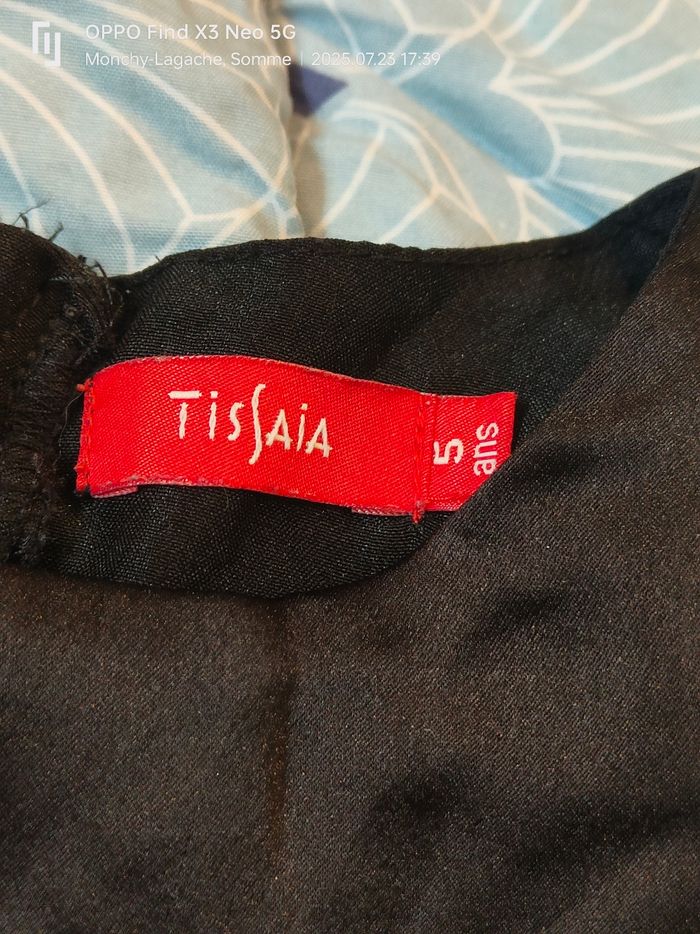 OPPO Find X3 Neo 5G
Monchy-Lagache, Somme | 2025.07.23 17:39
TissAiA
5
ans